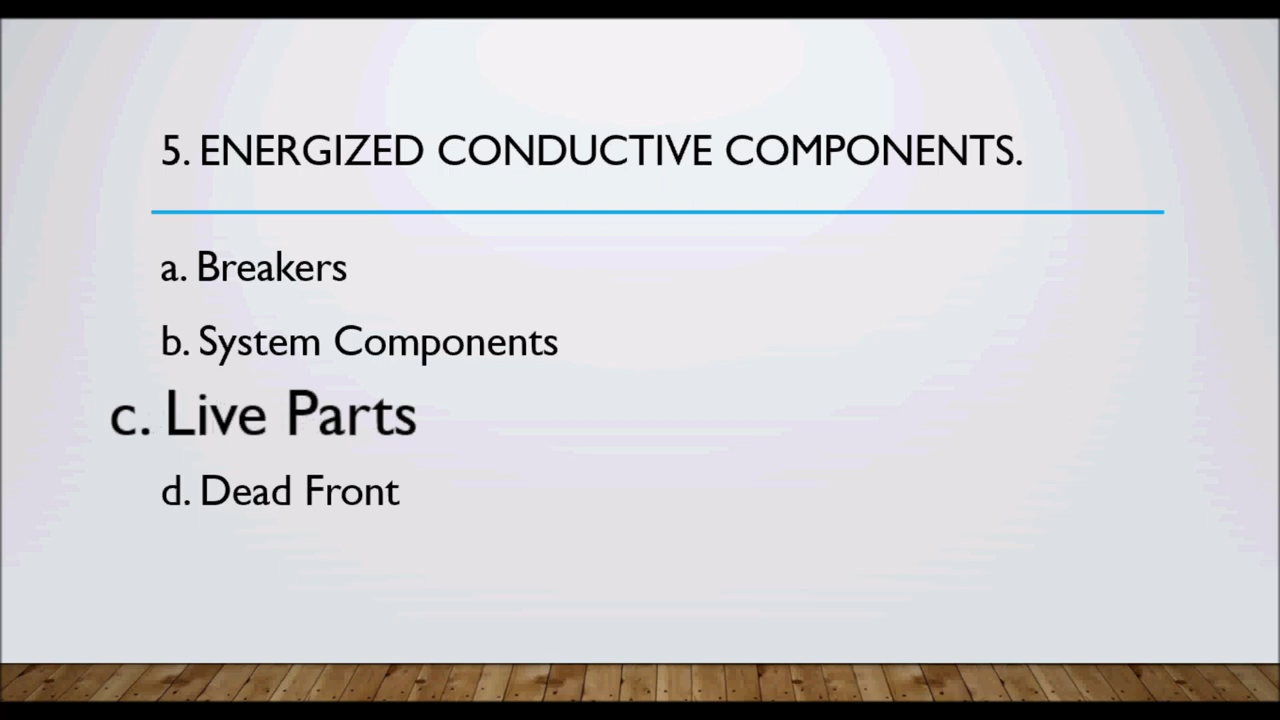 5. ENERGIZED CONDUCTIVE COMPONENTS.
a. Breakers
b. System Components
c. Live Parts
d. Dead Front